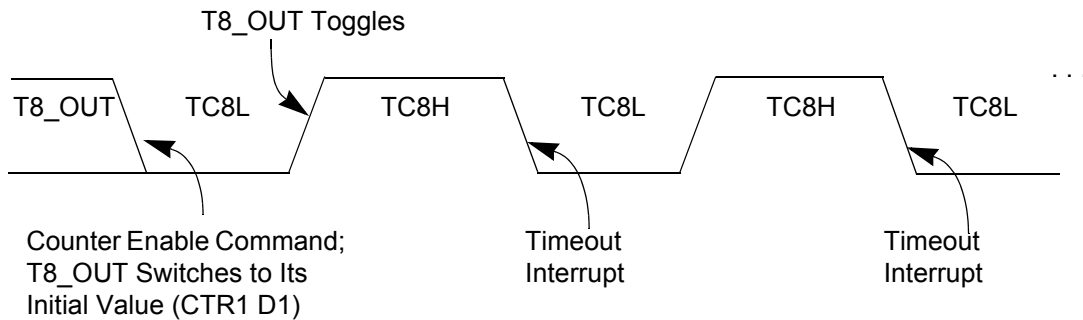 T8_OUT Toggles
. . .
T8_OUT TC8L TC8H TC8L TC8H TC8L
Counter Enable Command;
T8_OUT Switches to Its
Initial Value (CTR1 D1)
Timeout
Interrupt
Timeout
Interrupt